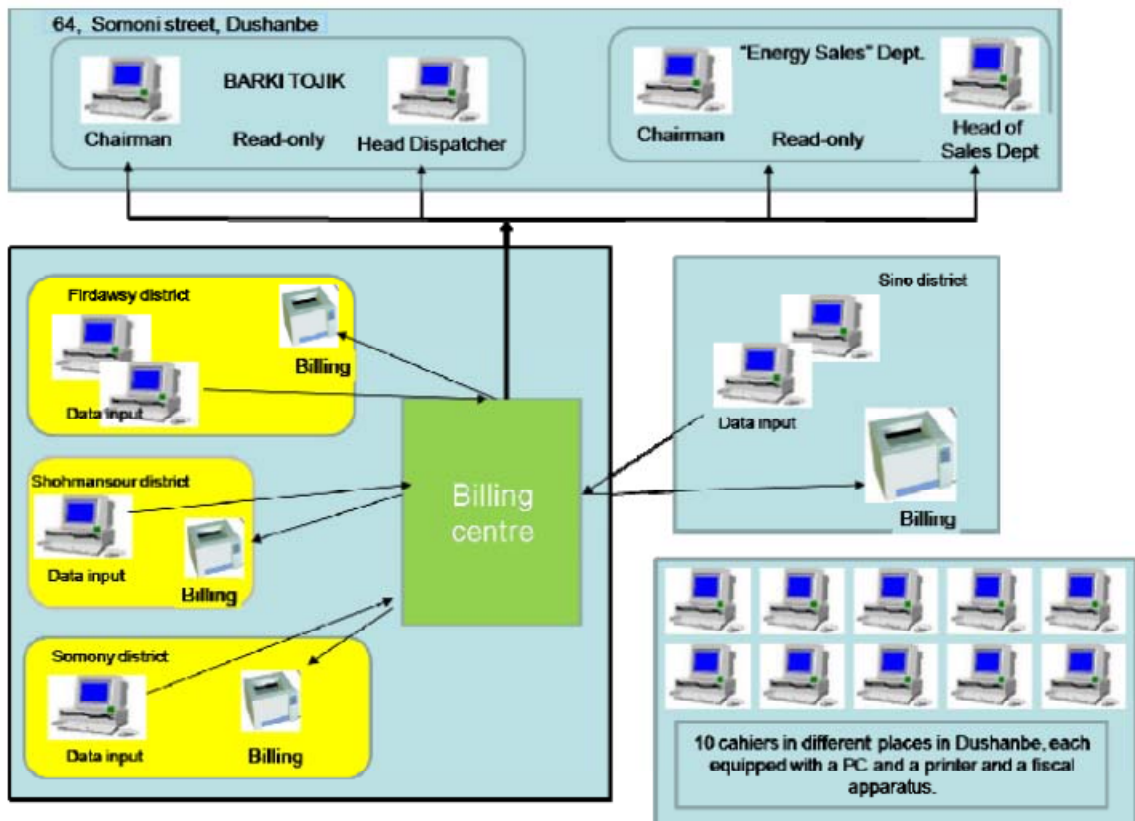 64, Somoni street, Dushanbe
BARKI TOJIK
Chairman
Read-only
Head Dispatcher
"Energy Sales" Dept.
Chairman
Read-only
Head of
Sales Dept
Firdawsy district
Billing
Data input
Shohmansour district
Data input
Billing
Somony district
Data input
Billing
Billing
centre
Sino district
Data input
Billing
10 cahiers in different places in Dushanbe, each
equipped with a PC and a printer and a fiscal
apparatus.